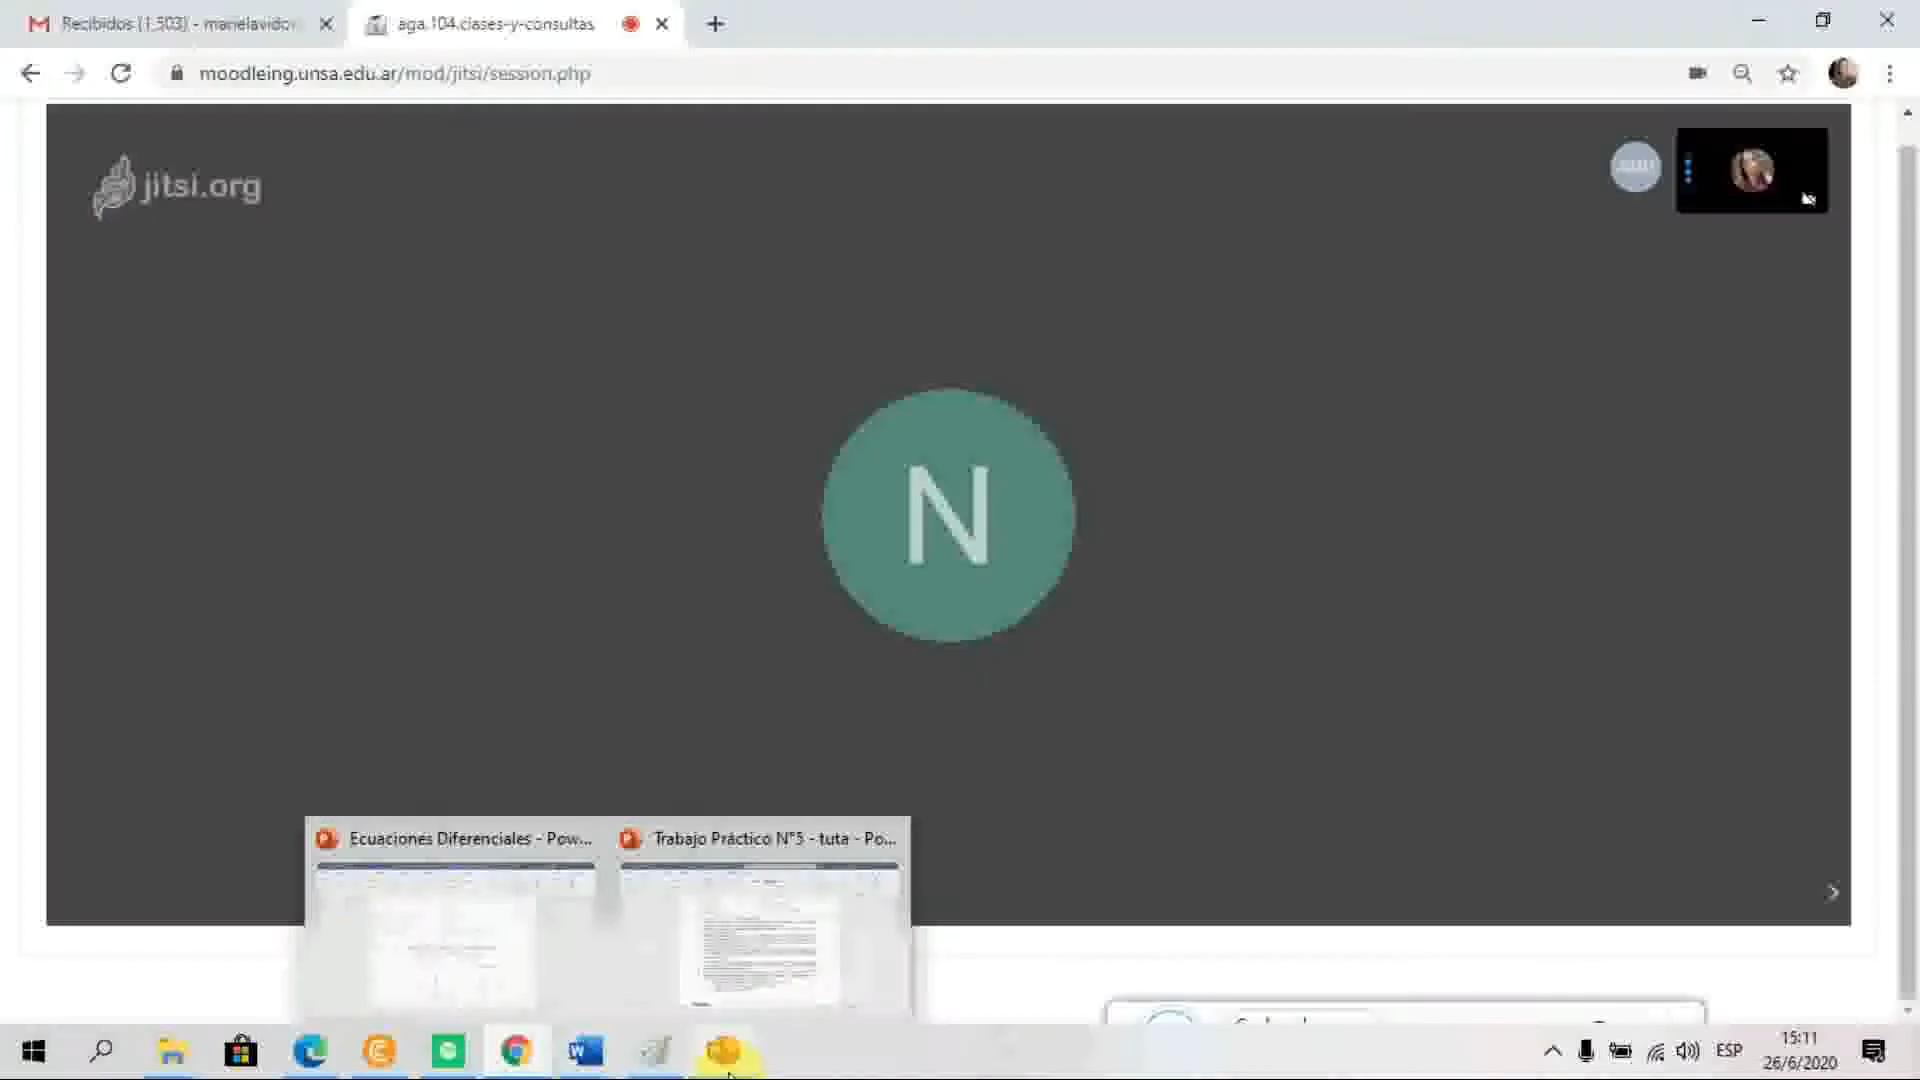 Recibidos (1.503) - marielavidor
aga.104.clases-y-consultas
moodleing.unsa.edu.ar/mod/jitsi/session.php
jitsi.org
N
Ecuaciones Diferenciales - Pow...
Trabajo Práctico N°5 - tuta - Po...
ESP
15:11
26/6/2020